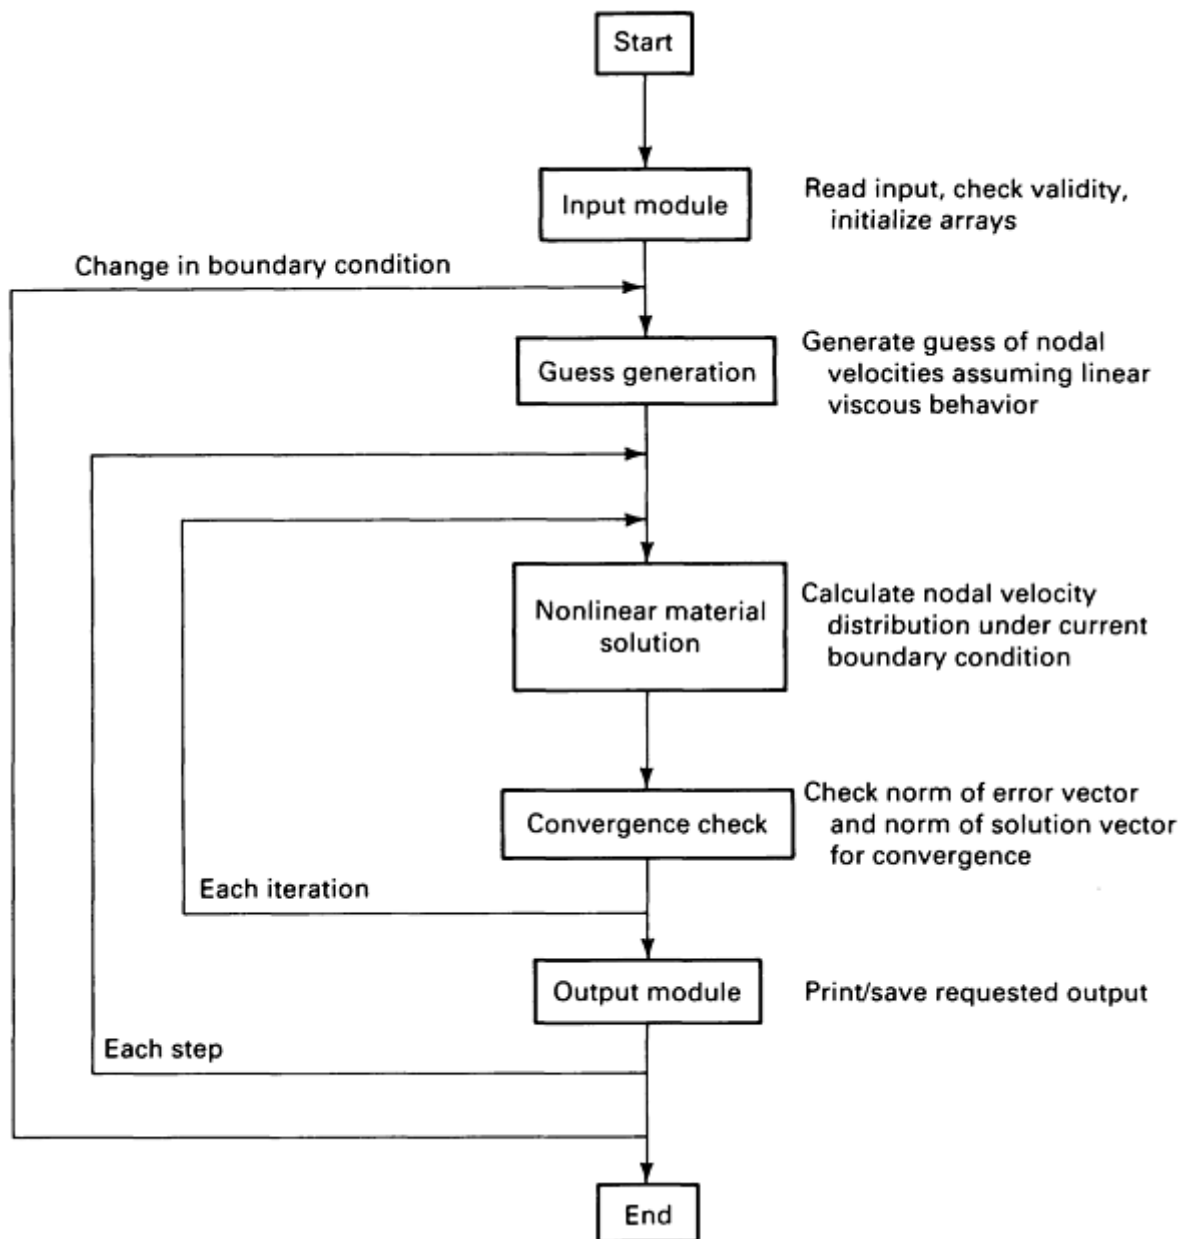 Start
Input module
Read input, check validity,
initialize arrays
Change in boundary condition
Guess generation
Generate guess of nodal
velocities assuming linear
viscous behavior
Nonlinear material
solution
Calculate nodal velocity
distribution under current
boundary condition
Convergence check
Check norm of error vector
and norm of solution vector
for convergence
Each iteration
Output module
Print/save requested output
Each step
End